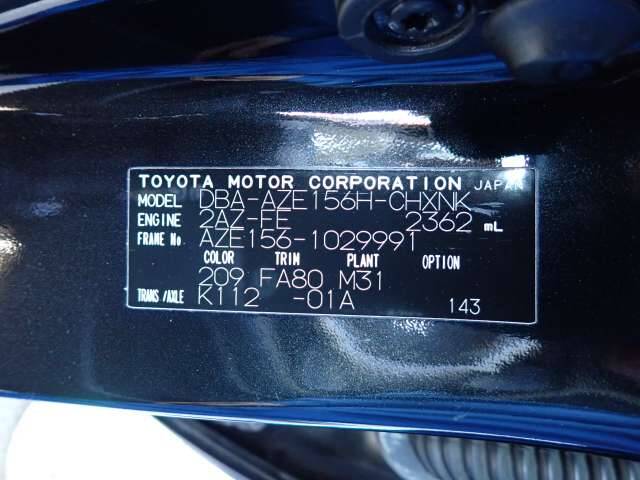 TOYOTA MOTOR CORPORATION JAPAN
MODEL DBA-AZE156H-CHXNK
ENGINE 2AZ-FE 2362 mL
FRAME No AZE156-1029991
COLOR TRIM PLANT OPTION
209 FA80 M31
TRANS/AXLE K112 -01A 143